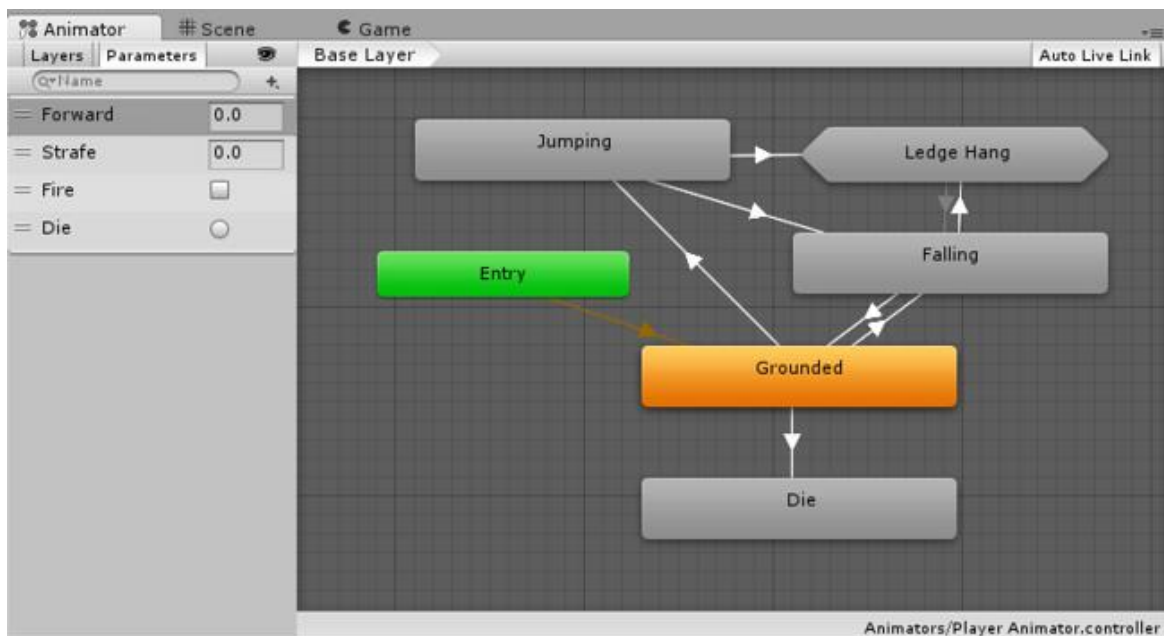 Animator
Scene
Game
Layers
Parameters
Base Layer
Auto Live Link
Name
Forward
0.0
Strafe
0.0
Fire
Die
Jumping
Ledge Hang
Falling
Entry
Grounded
Die
Animators/Player Animator.controller